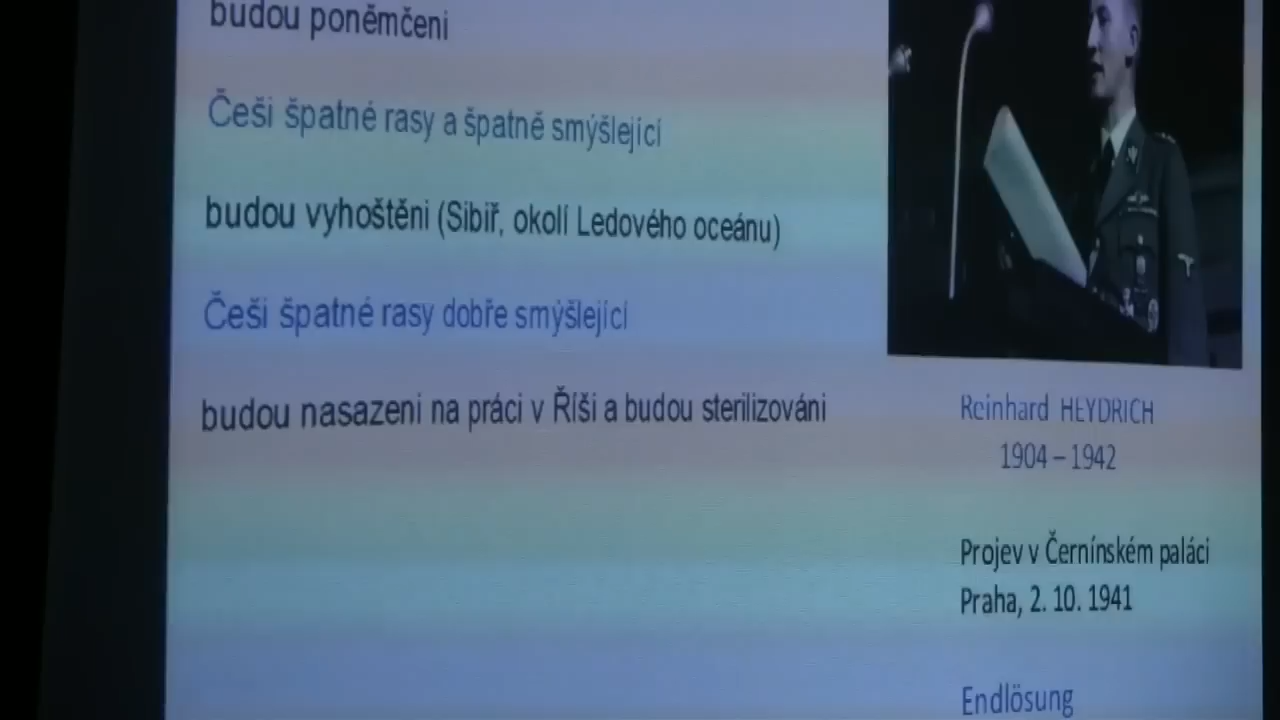 budou poněmčeni
Češi špatné rasy a špatně smýšlející
budou vyhoštěni (Sibiř, okolí Ledového oceánu)
Češi špatné rasy dobře smýšlející
budou nasazeni na práci v Říši a budou sterilizováni
Reinhard HEYDRICH
1904 – 1942
Projev v Černínském paláci
Praha, 2. 10. 1941
Endlösung